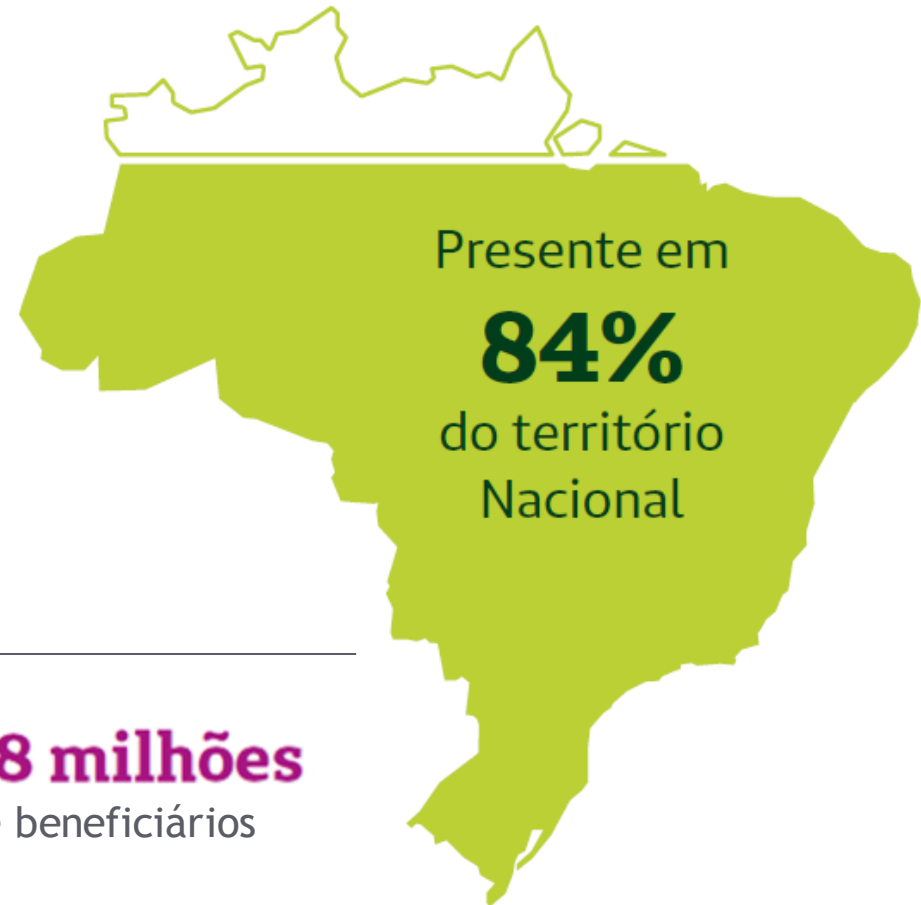 Presente em
84%
do território
Nacional
8 milhões
beneficiários